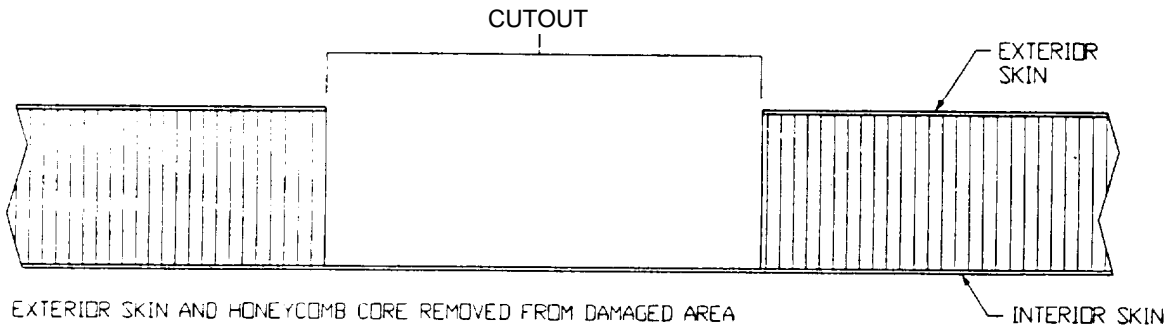 CUTOUT
EXTERIOR
SKIN
EXTERIOR SKIN AND HONEYCOMB CORE REMOVED FROM DAMAGED AREA
INTERIOR SKIN